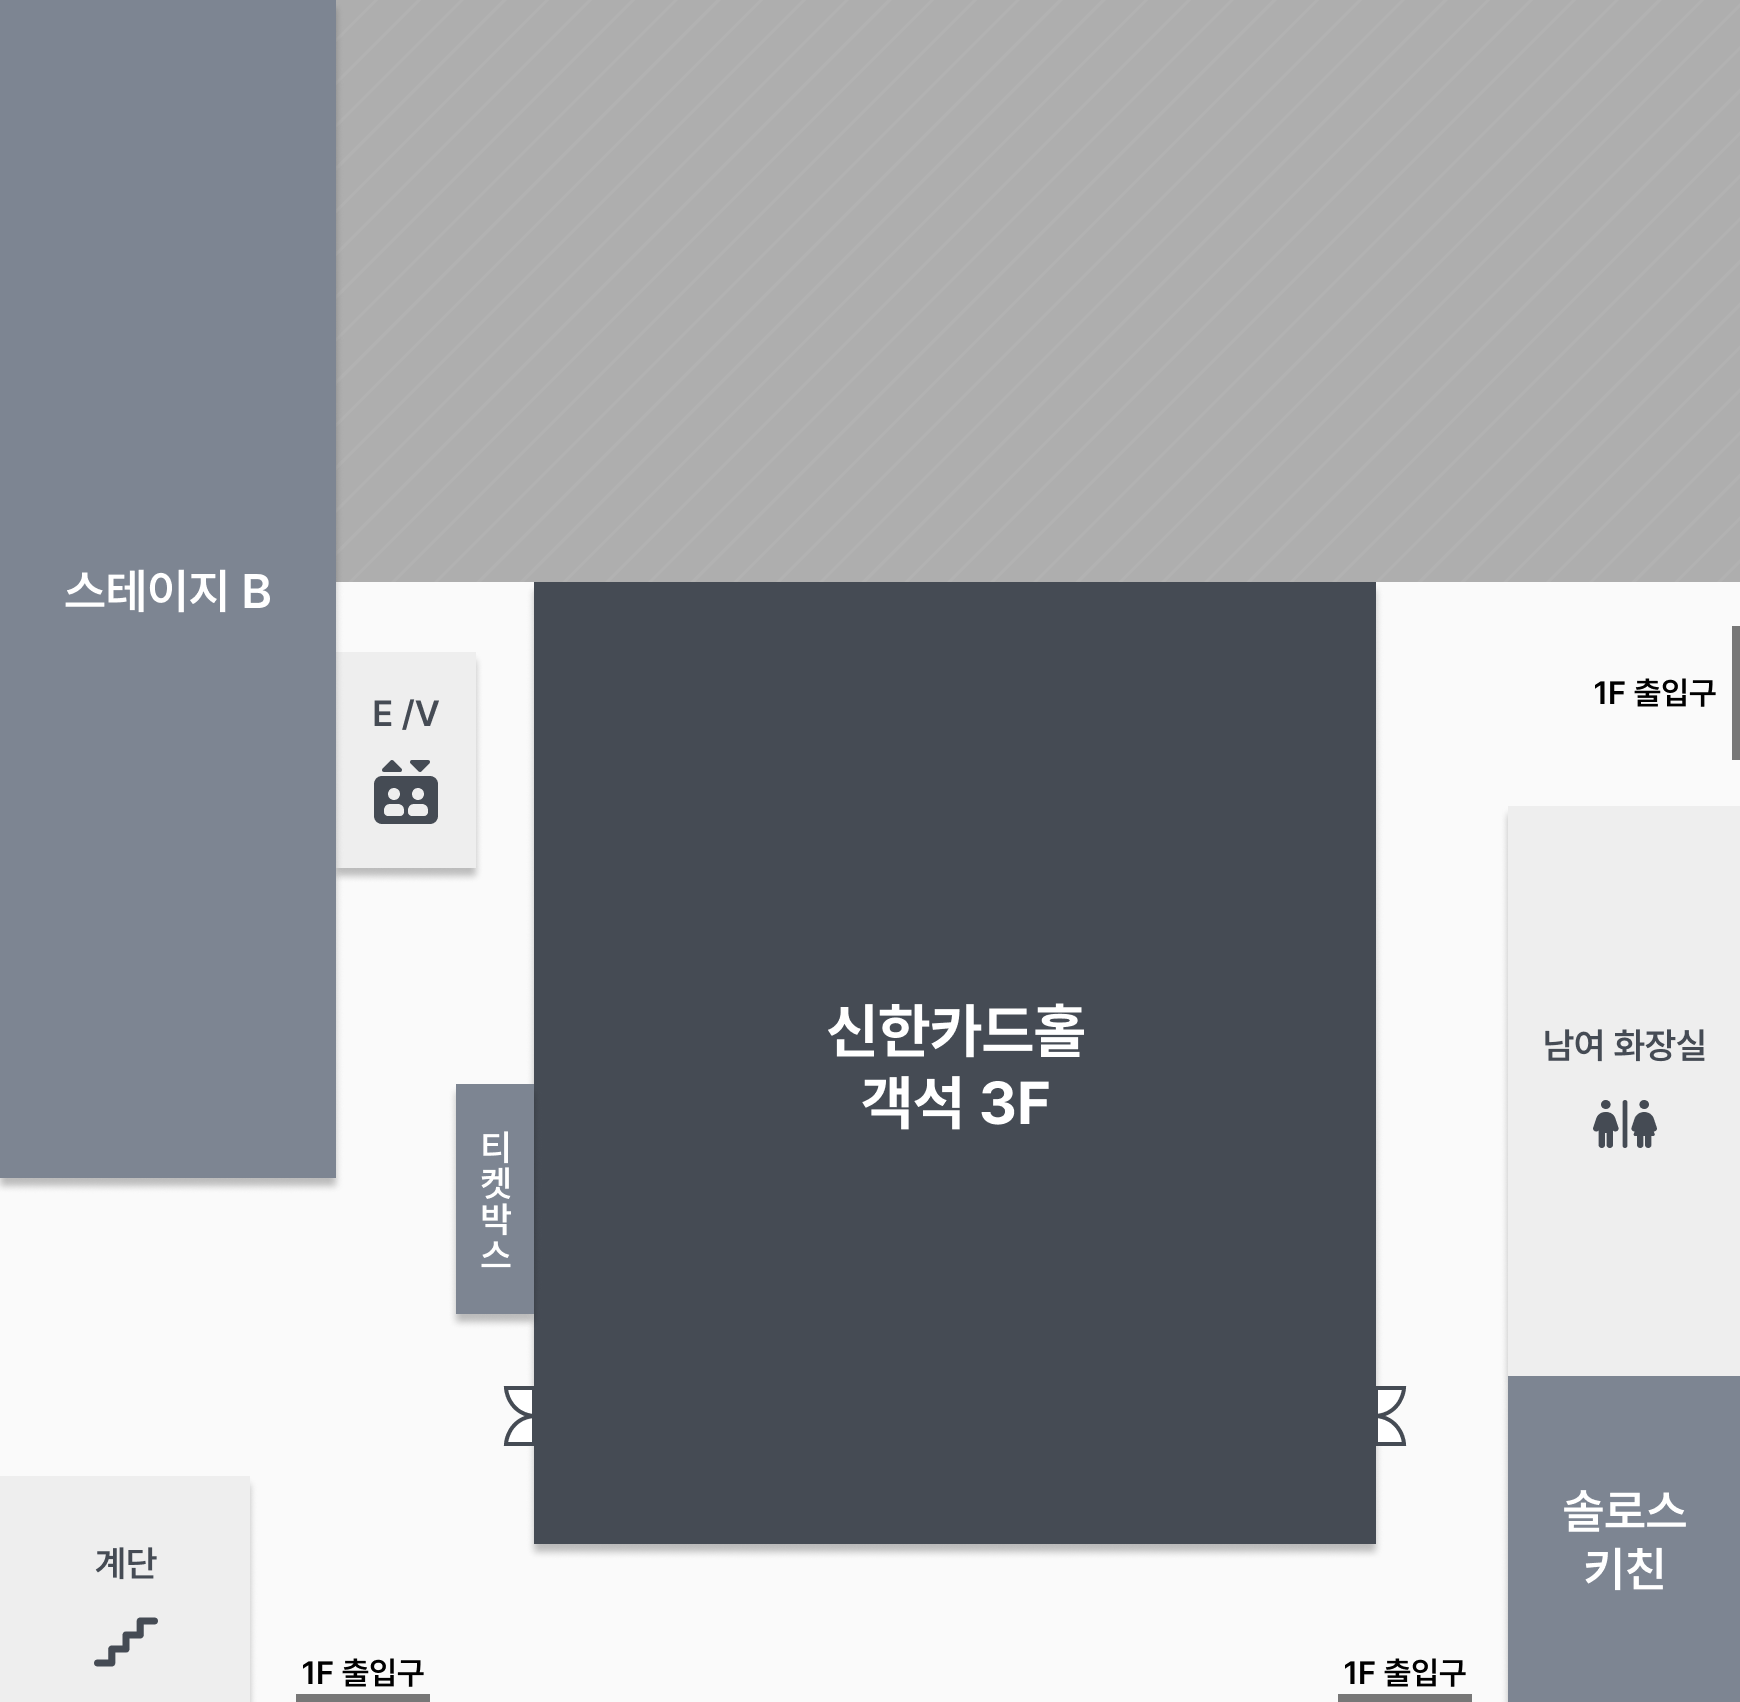 스테이지 B
E /V
1F 출입구
신한카드홀
객석 3F
남여 화장실
티켓박스
솔로스
키친
계단
1F 출입구
1F 출입구